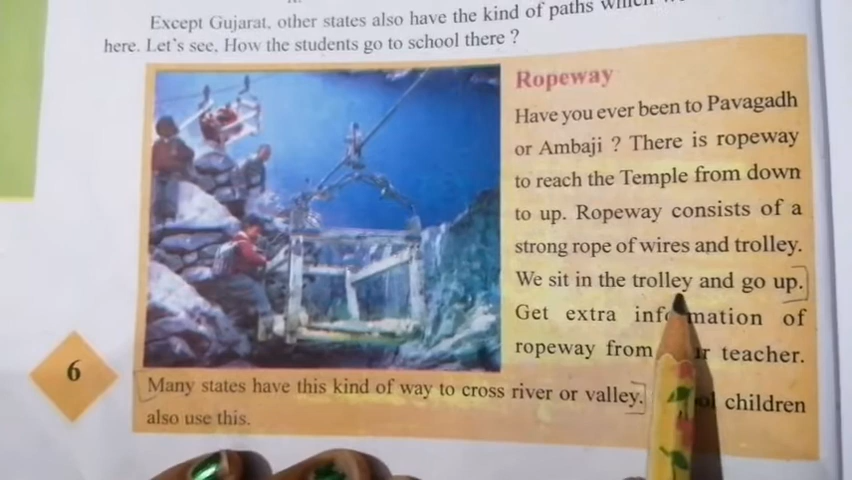 Except Gujarat, other states also have the kind of paths which
here. Let's see, How the students go to school there ?
Ropeway
Have you ever been to Pavagadh
or Ambaji ? There is ropeway
to reach the Temple from down
to up. Ropeway consists of a
strong rope of wires and trolley.
We sit in the trolley and go up.
Get extra information of
ropeway from teacher.
Many states have this kind of way to cross river or valley. children
also use this.
6